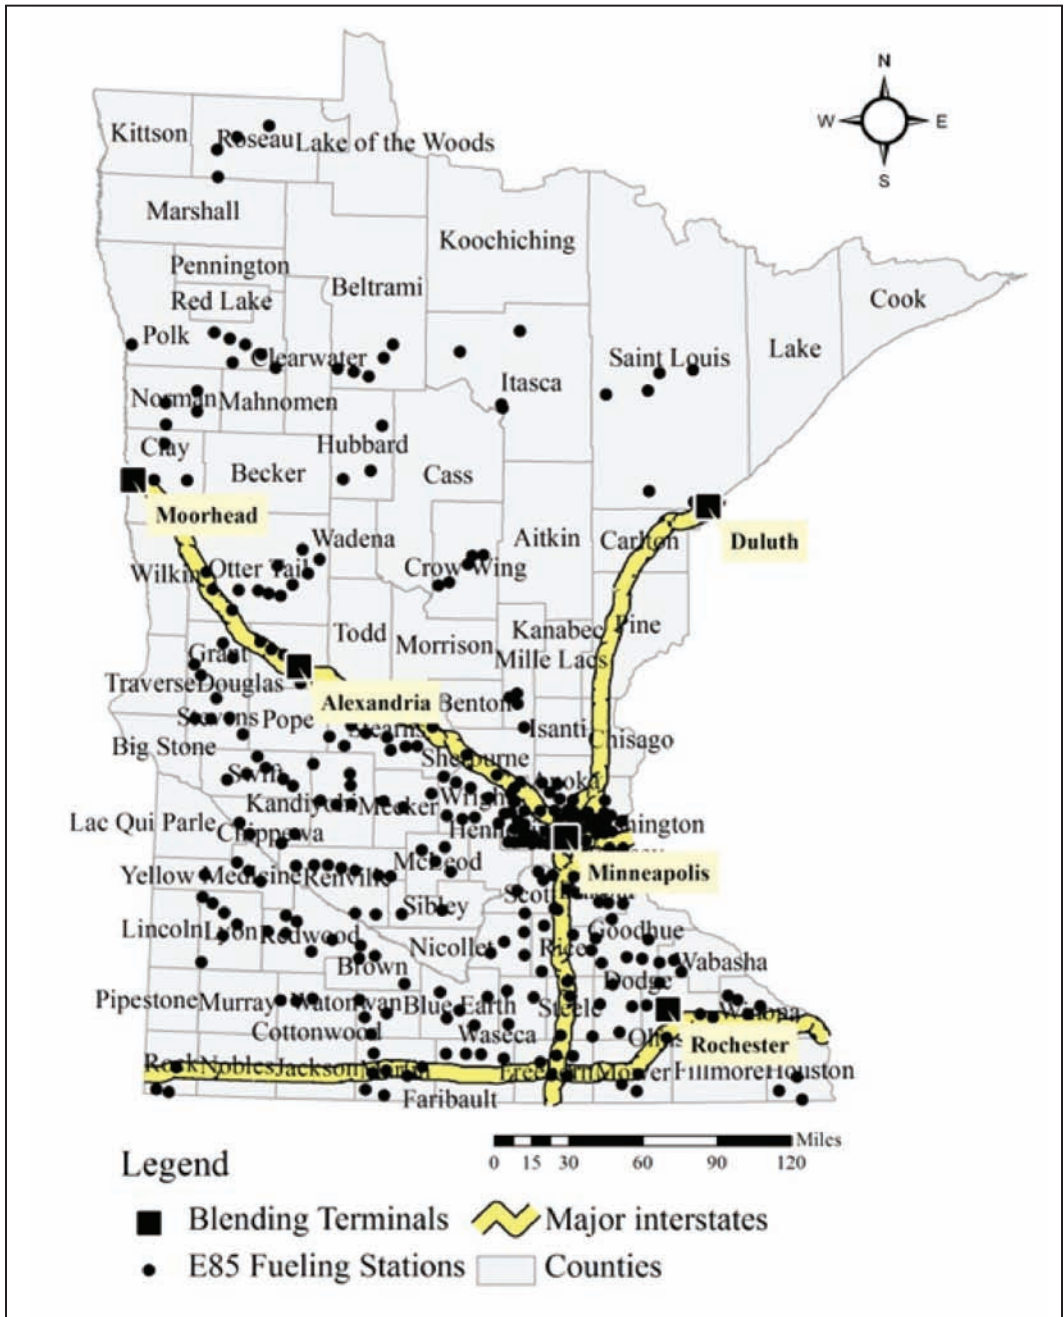 N
W E
S
Kittson
Roseau
Lake of the Woods
Marshall
Koochiching
Pennington
Beltrami
Red Lake
Cook
Polk
Lake
Clearwater
Saint Louis
Itasca
Norman
Mahnomen
Clay
Hubbard
Becker
Cass
Moorhead
Wadena
Aitkin
Carlton
Duluth
Wilkin
Otter Tail
Crow Wing
Todd
Kanabec
Pine
Morrison
Mille Lacs
Grant
Traverse
Douglas
Alexandria
Benton
Stevens
Pope
Stearns
Isanti
Chisago
Big Stone
Sherburne
Swift
Anoka
Kandiyohi
Meeker
Wright
Lac Qui Parle
Chippewa
McLeod
Minneapolis
Yellow Medicine
Renville
Scott
Sibley
Lincoln
Lyon
Redwood
Nicollet
Rice
Goodhue
Brown
Wabasha
Dodge
Pipestone
Murray
Watonwan
Blue Earth
Steele
Winona
Cottonwood
Waseca
Rochester
Rock
Nobles
Jackson
Martin
Freeborn
Mower
Fillmore
Houston
Faribault
Miles
0 15 30 60 90 120
Legend
Blending Terminals
Major interstates
E85 Fueling Stations
Counties